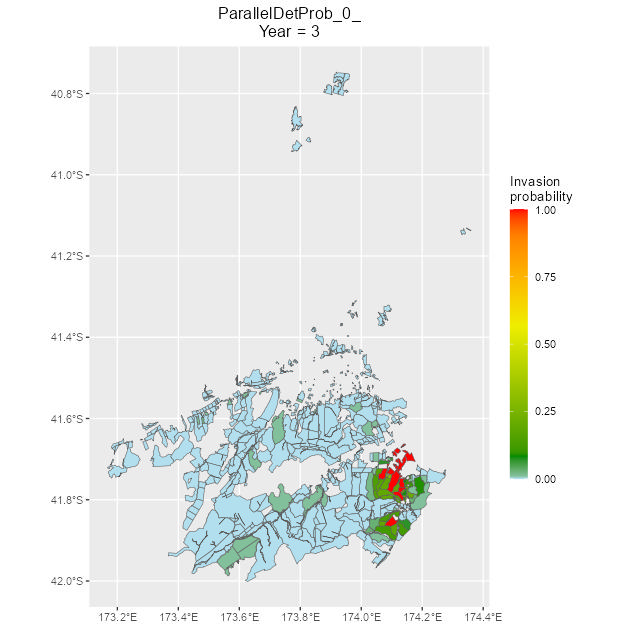 ParallelDetProb_0_
Year = 3
40.8°S
41.0°S
41.2°S
41.4°S
41.6°S
41.8°S
42.0°S
173.2°E 173.4°E 173.6°E 173.8°E 174.0°E 174.2°E 174.4°E
Invasion
probability
1.00
0.75
0.50
0.25
0.00